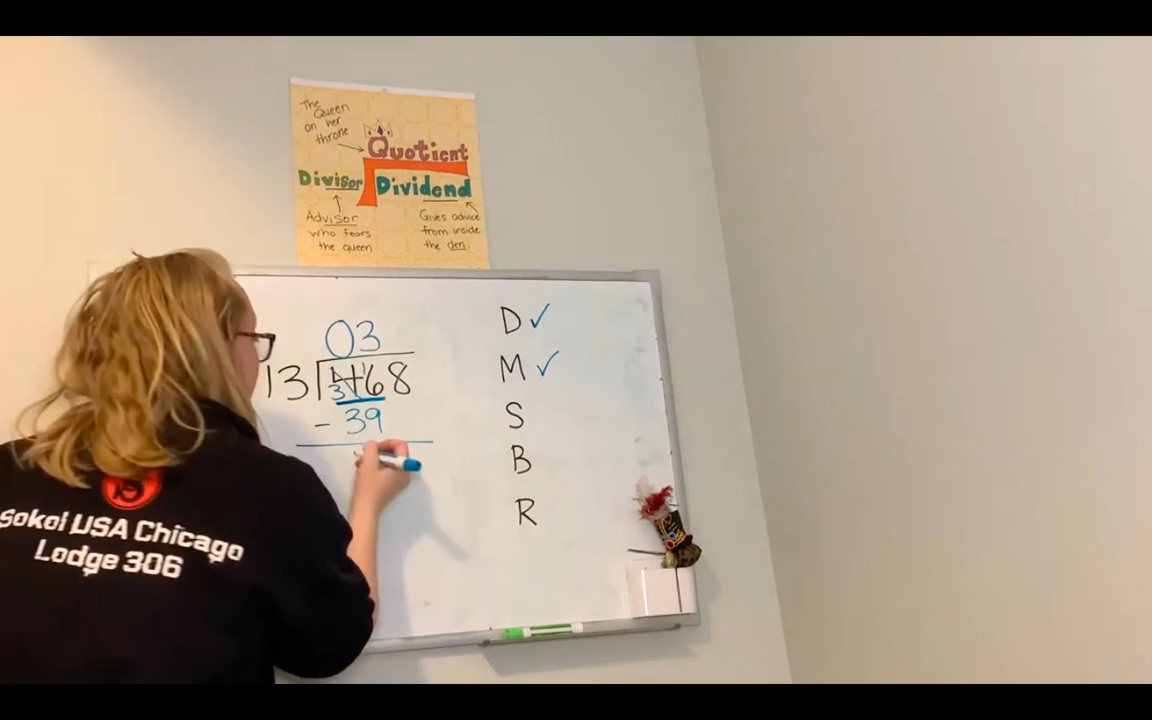 The
Queen
on her
throne
Quotient
Divisor Dividend
Advisor
who fears
the queen
Gives advice
from inside
the den
03
13 468
3
- 39
D ✓
M ✓
S
B
R
Sokol USA Chicago
Lodge 306